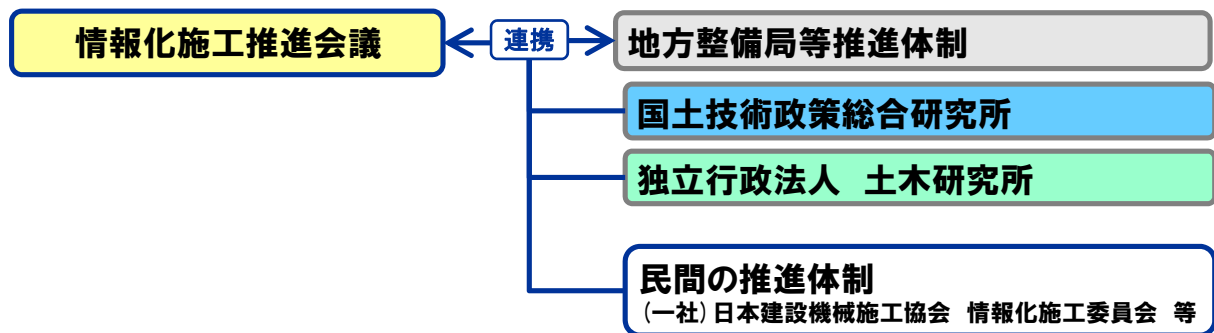 情報化施工推進会議
連携
地方整備局等推進体制
国土技術政策総合研究所
独立行政法人　土木研究所
民間の推進体制
(一社)日本建設機械施工協会　情報化施工委員会　等